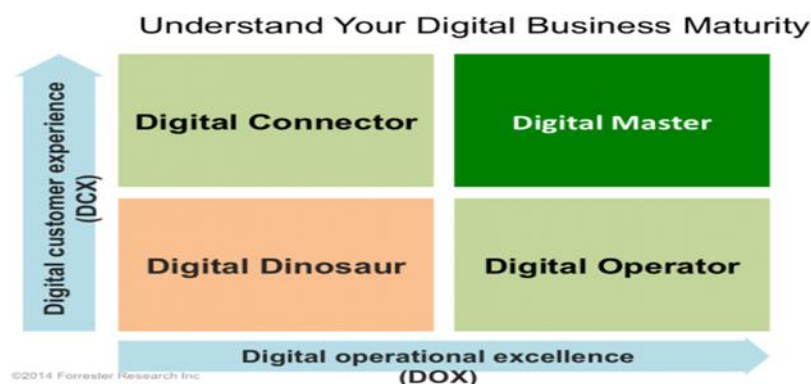 Understand Your Digital Business Maturity
Digital customer experience
(DCX)
Digital Connector
Digital Master
Digital Dinosaur
Digital Operator
Digital operational excellence
(DOX)
©2014 Forrester Research Inc